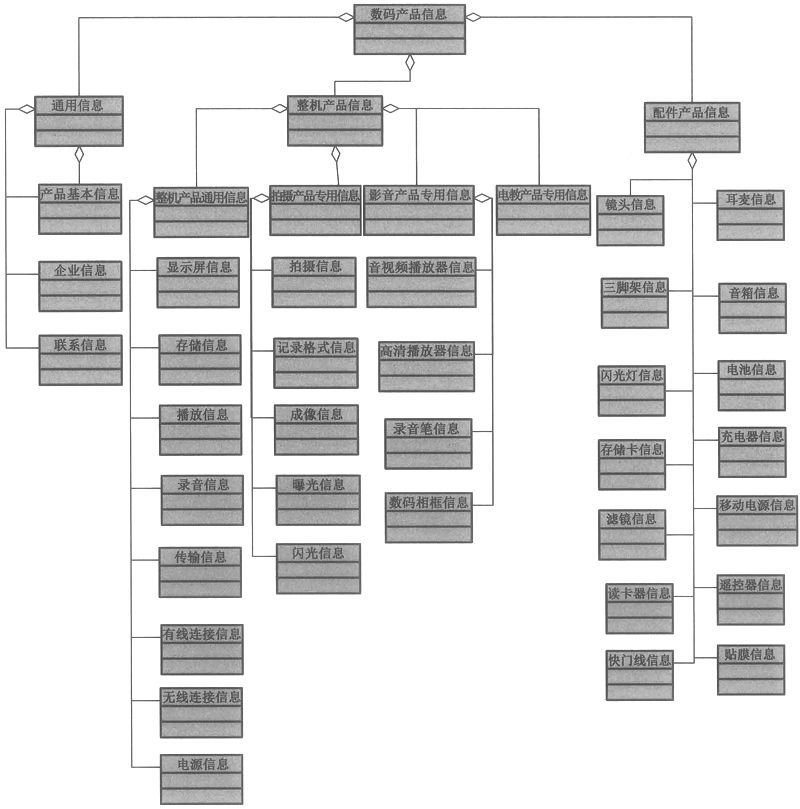 数码产品信息
通用信息
整机产品信息
配件产品信息
产品基本信息
整机产品通用信息
拍摄产品专用信息
影音产品专用信息
电教产品专用信息
镜头信息
耳麦信息
企业信息
显示屏信息
拍摄信息
音视频播放器信息
三脚架信息
音箱信息
联系信息
存储信息
记录格式信息
高清播放器信息
闪光灯信息
电池信息
播放信息
成像信息
录音笔信息
存储卡信息
充电器信息
录音信息
曝光信息
数码相框信息
滤镜信息
移动电源信息
传输信息
闪光信息
读卡器信息
遥控器信息
有线连接信息
快门线信息
贴膜信息
无线连接信息
电源信息